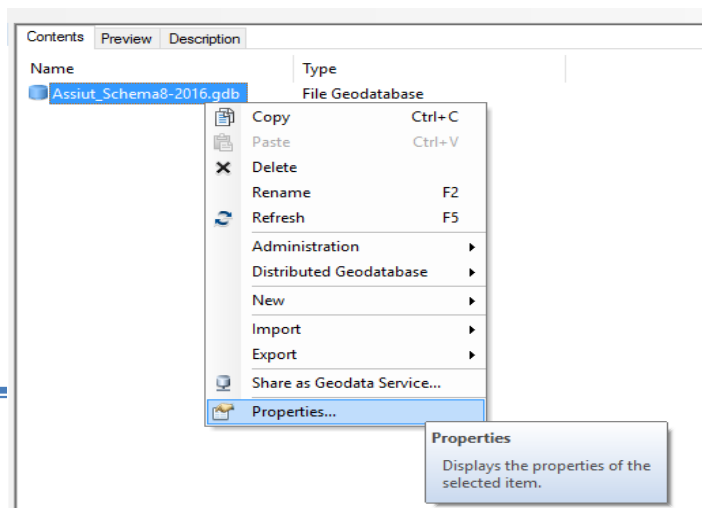 Contents Preview Description
Name Type
Assiut_Schema8-2016.gdb File Geodatabase
Copy Ctrl+C
Paste Ctrl+V
Delete
Rename F2
Refresh F5
Administration
Distributed Geodatabase
New
Import
Export
Share as Geodata Service...
Properties...
Properties
Displays the properties of the
selected item.